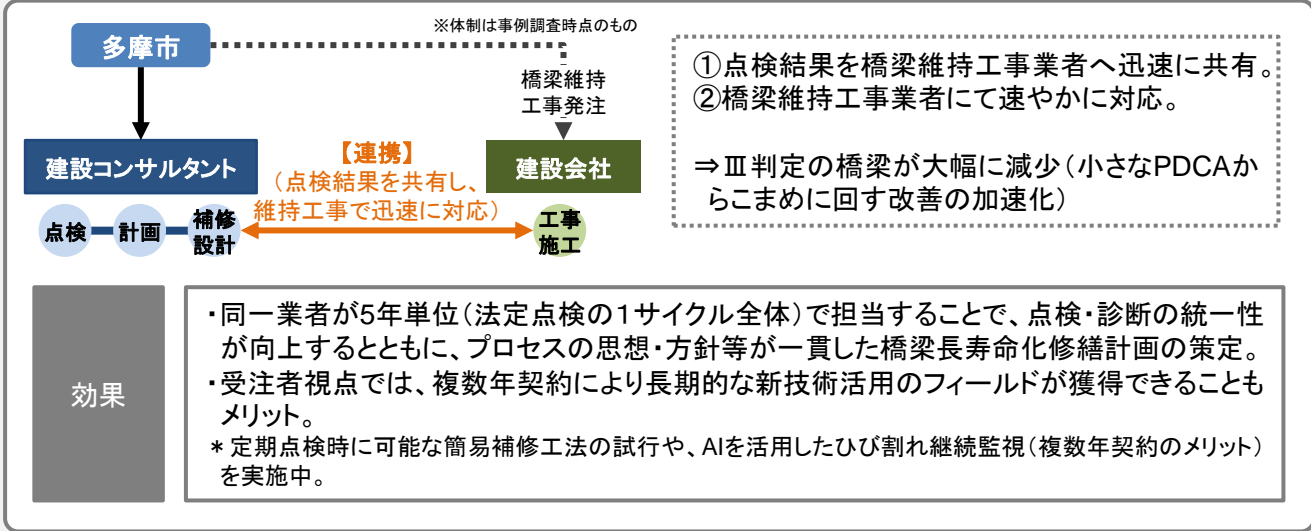 ※体制は事例調査時点のもの
多摩市
橋梁維持
工事発注
建設コンサルタント
【連携】
（点検結果を共有し、
維持工事で迅速に対応）
建設会社
点検
計画
補修
設計
工事
施工
①点検結果を橋梁維持工事業者へ迅速に共有。
②橋梁維持工事業者にて速やかに対応。
⇒Ⅲ判定の橋梁が大幅に減少（小さなPDCAか
らこまめに回す改善の加速化）
効果
・同一業者が5年単位（法定点検の1サイクル全体）で担当することで、点検・診断の統一性
が向上するとともに、プロセスの思想・方針等が一貫した橋梁長寿命化修繕計画の策定。
・受注者視点では、複数年契約により長期的な新技術活用のフィールドが獲得できることも
メリット。
＊定期点検時に可能な簡易補修工法の試行や、AIを活用したひび割れ継続監視（複数年契約のメリット）
を実施中。